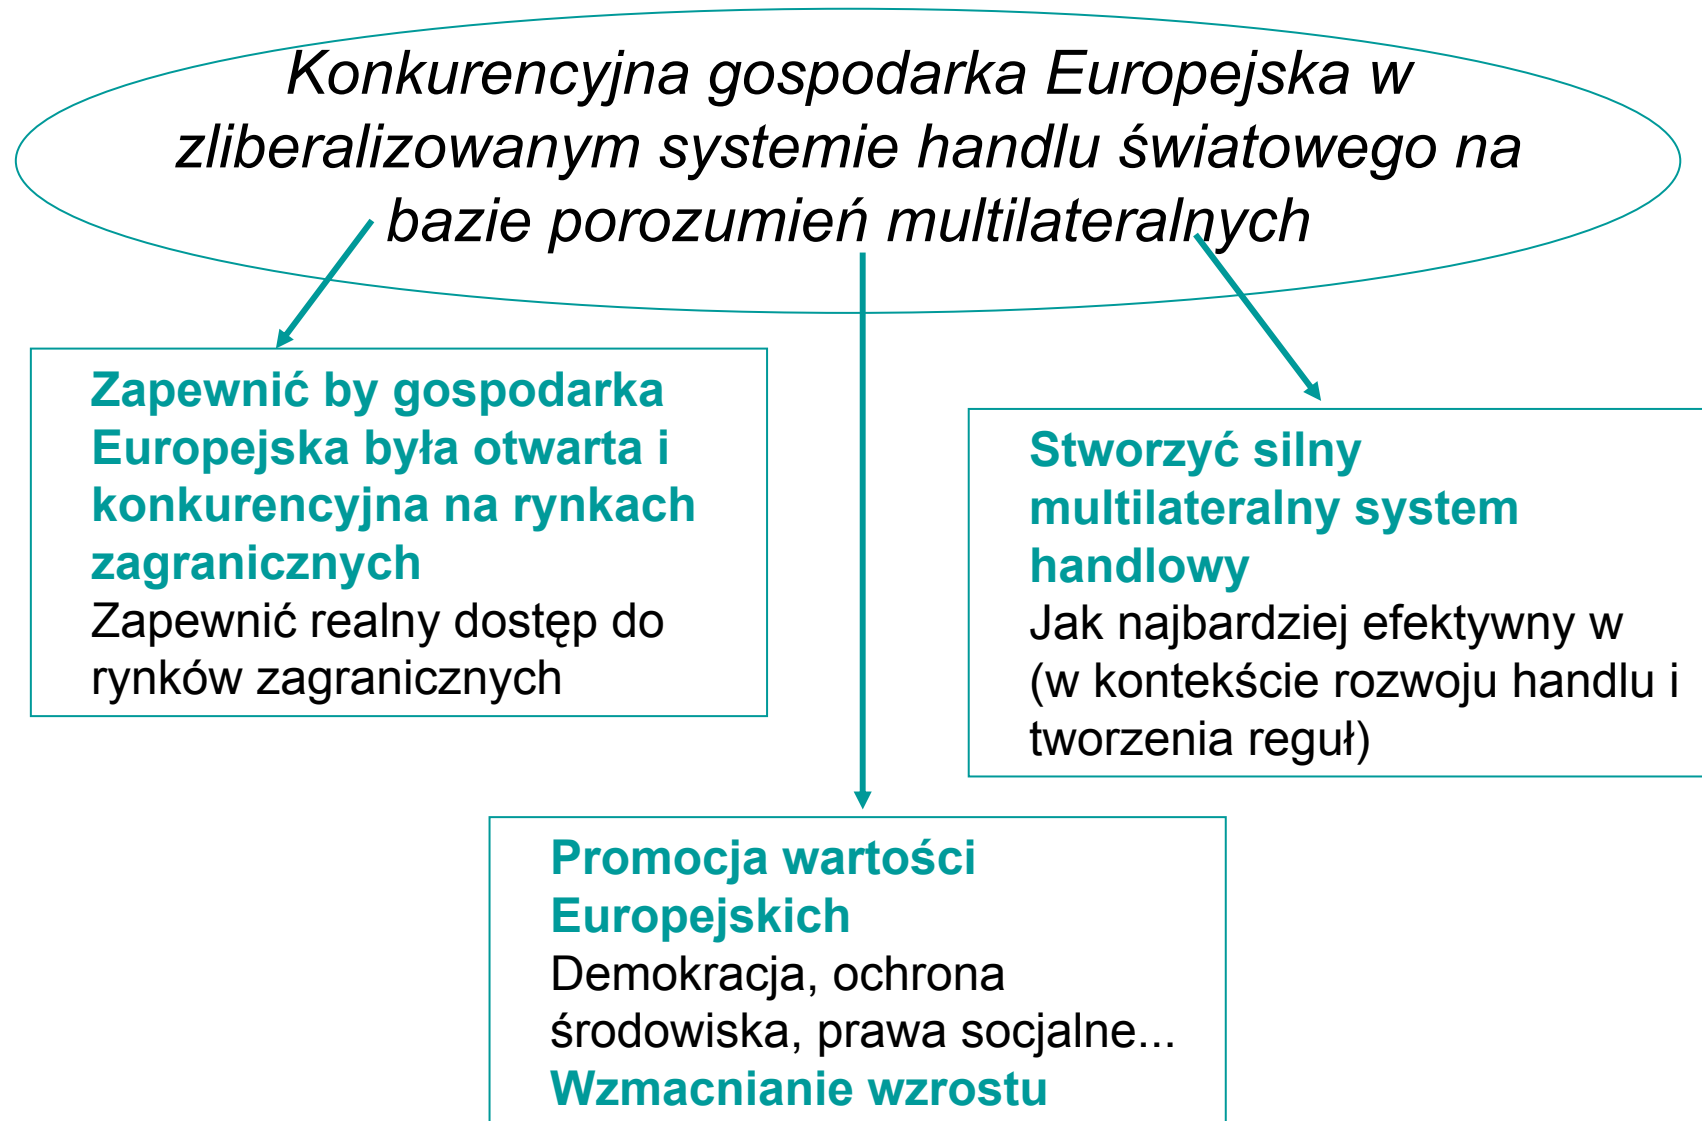 Konkurencyjna gospodarka Europejska w
zliberalizowanym systemie handlu światowego na
bazie porozumień multilateralnych
Zapewnić by gospodarka
Europejska była otwarta i
konkurencyjna na rynkach
zagranicznych
Zapewnić realny dostęp do
rynków zagranicznych
Stworzyć silny
multilateralny system
handlowy
Jak najbardziej efektywny w
(w kontekście rozwoju handlu i
tworzenia reguł)
Promocja wartości
Europejskich
Demokracja, ochrona
środowiska, prawa socjalne...
Wzmacnianie wzrostu